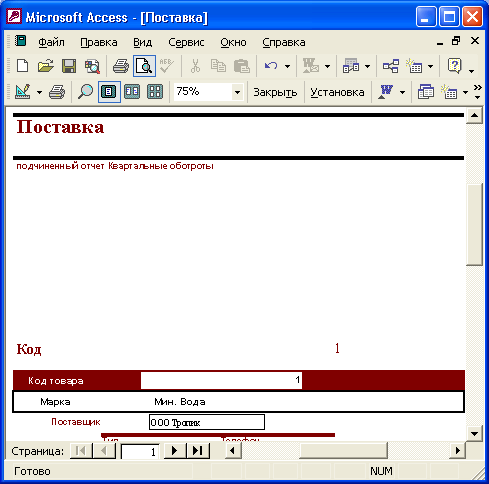 Microsoft Access - [Поставка]
Файл Правка Вид Сервис Окно Справка
75% Закрыть Установка
Поставка
подчиненный отчет Квартальные обороты
Код 1
Код товара 1
Марка Мин. Вода
Поставщик ООО Тропик
Тип Телефон
Страница: 1
Готово NUM